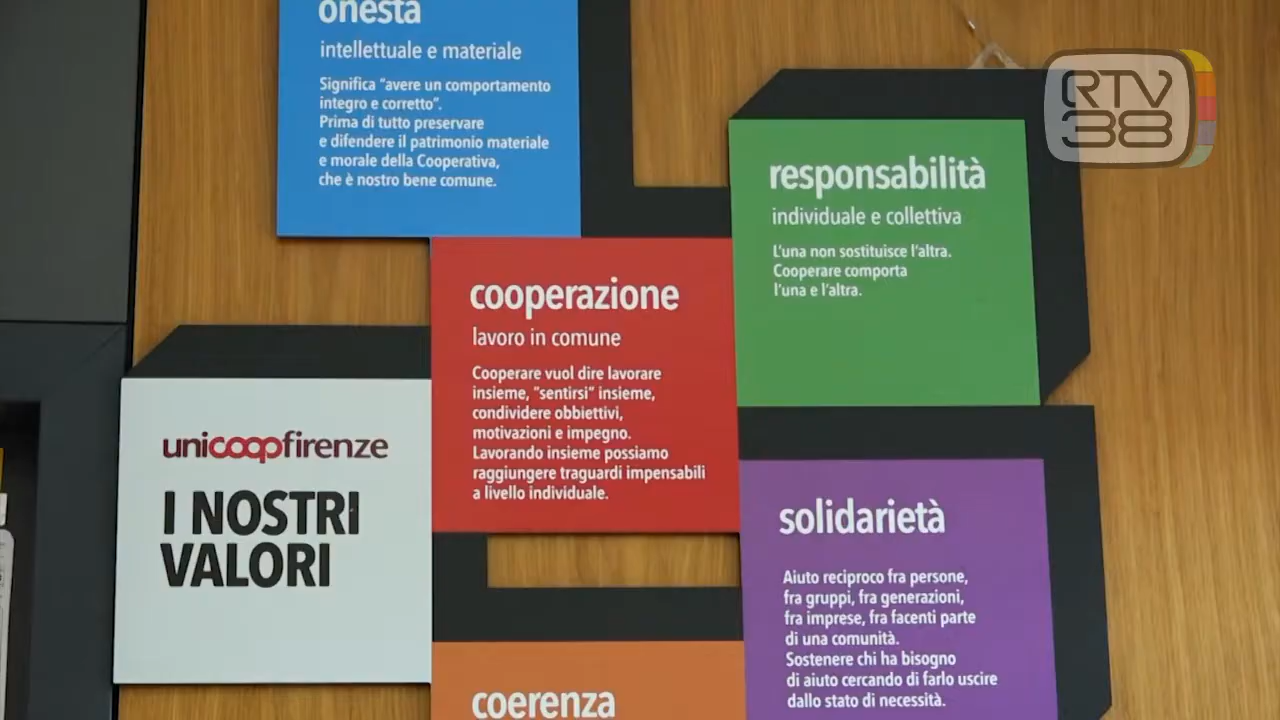 onestà
intellettuale e materiale
Significa “avere un comportamento
integro e corretto”.
Prima di tutto preservare
e difendere il patrimonio materiale
e morale della Cooperativa,
che è nostro bene comune.
RTV
38
responsabilità
individuale e collettiva
L'una non sostituisce l'altra.
Cooperare comporta
l'una e l'altra.
cooperazione
lavoro in comune
Cooperare vuol dire lavorare
insieme, “sentirsi” insieme,
condividere obbiettivi,
motivazioni e impegno.
Lavorando insieme possiamo
raggiungere traguardi impensabili
a livello individuale.
unicoopfirenze
I NOSTRI
VALORI
solidarietà
Aiuto reciproco fra persone,
fra gruppi, fra generazioni,
fra imprese, fra facenti parte
di una comunità.
Sostenere chi ha bisogno
di aiuto cercando di farlo uscire
dallo stato di necessità.
coerenza